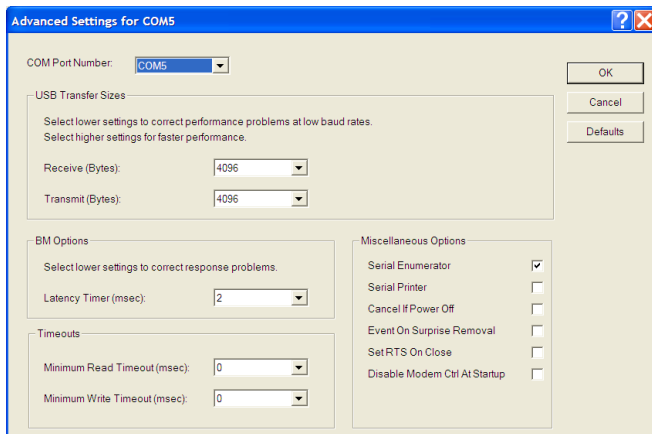 Advanced Settings for COM5
COM Port Number: COM5
OK
Cancel
Defaults
USB Transfer Sizes
Select lower settings to correct performance problems at low baud rates.
Select higher settings for faster performance.
Receive (Bytes): 4096
Transmit (Bytes): 4096
BM Options
Select lower settings to correct response problems.
Latency Timer (msec): 2
Timeouts
Minimum Read Timeout (msec): 0
Minimum Write Timeout (msec): 0
Miscellaneous Options
Serial Enumerator
Serial Printer
Cancel If Power Off
Event On Surprise Removal
Set RTS On Close
Disable Modem Ctrl At Startup